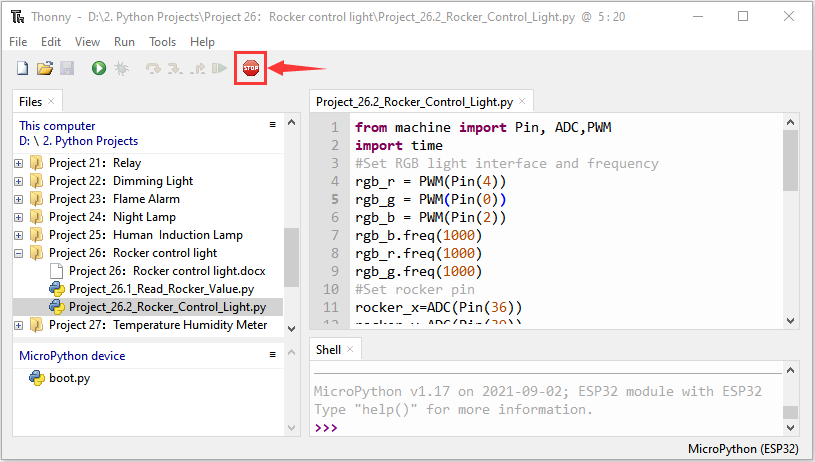 Thonny - D:\2. Python Projects\Project 26：Rocker control light\Project_26.2_Rocker_Control_Light.py @ 5 : 20
File Edit View Run Tools Help
STOP
Files
This computer
D: \ 2. Python Projects
Project 21：Relay
Project 22：Dimming Light
Project 23：Flame Alarm
Project 24：Night Lamp
Project 25：Human Induction Lamp
Project 26：Rocker control light
Project 26：Rocker control light.docx
Project_26.1_Read_Rocker_Value.py
Project_26.2_Rocker_Control_Light.py
Project 27：Temperature Humidity Meter
MicroPython device
boot.py
Project_26.2_Rocker_Control_Light.py
1 from machine import Pin, ADC,PWM
2 import time
3 #Set RGB light interface and frequency
4 rgb_r = PWM(Pin(4))
5 rgb_g = PWM(Pin(0))
6 rgb_b = PWM(Pin(2))
7 rgb_b.freq(1000)
8 rgb_r.freq(1000)
9 rgb_g.freq(1000)
10 #Set rocker pin
11 rocker_x=ADC(Pin(36))
Shell
MicroPython v1.17 on 2021-09-02; ESP32 module with ESP32
Type "help()" for more information.
>>>
MicroPython (ESP32)